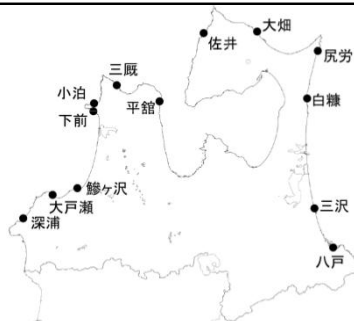 大畑
佐井
尻労
三厩
小泊
平舘
白糠
下前
鰺ヶ沢
大戸瀬
三沢
深浦
八戸